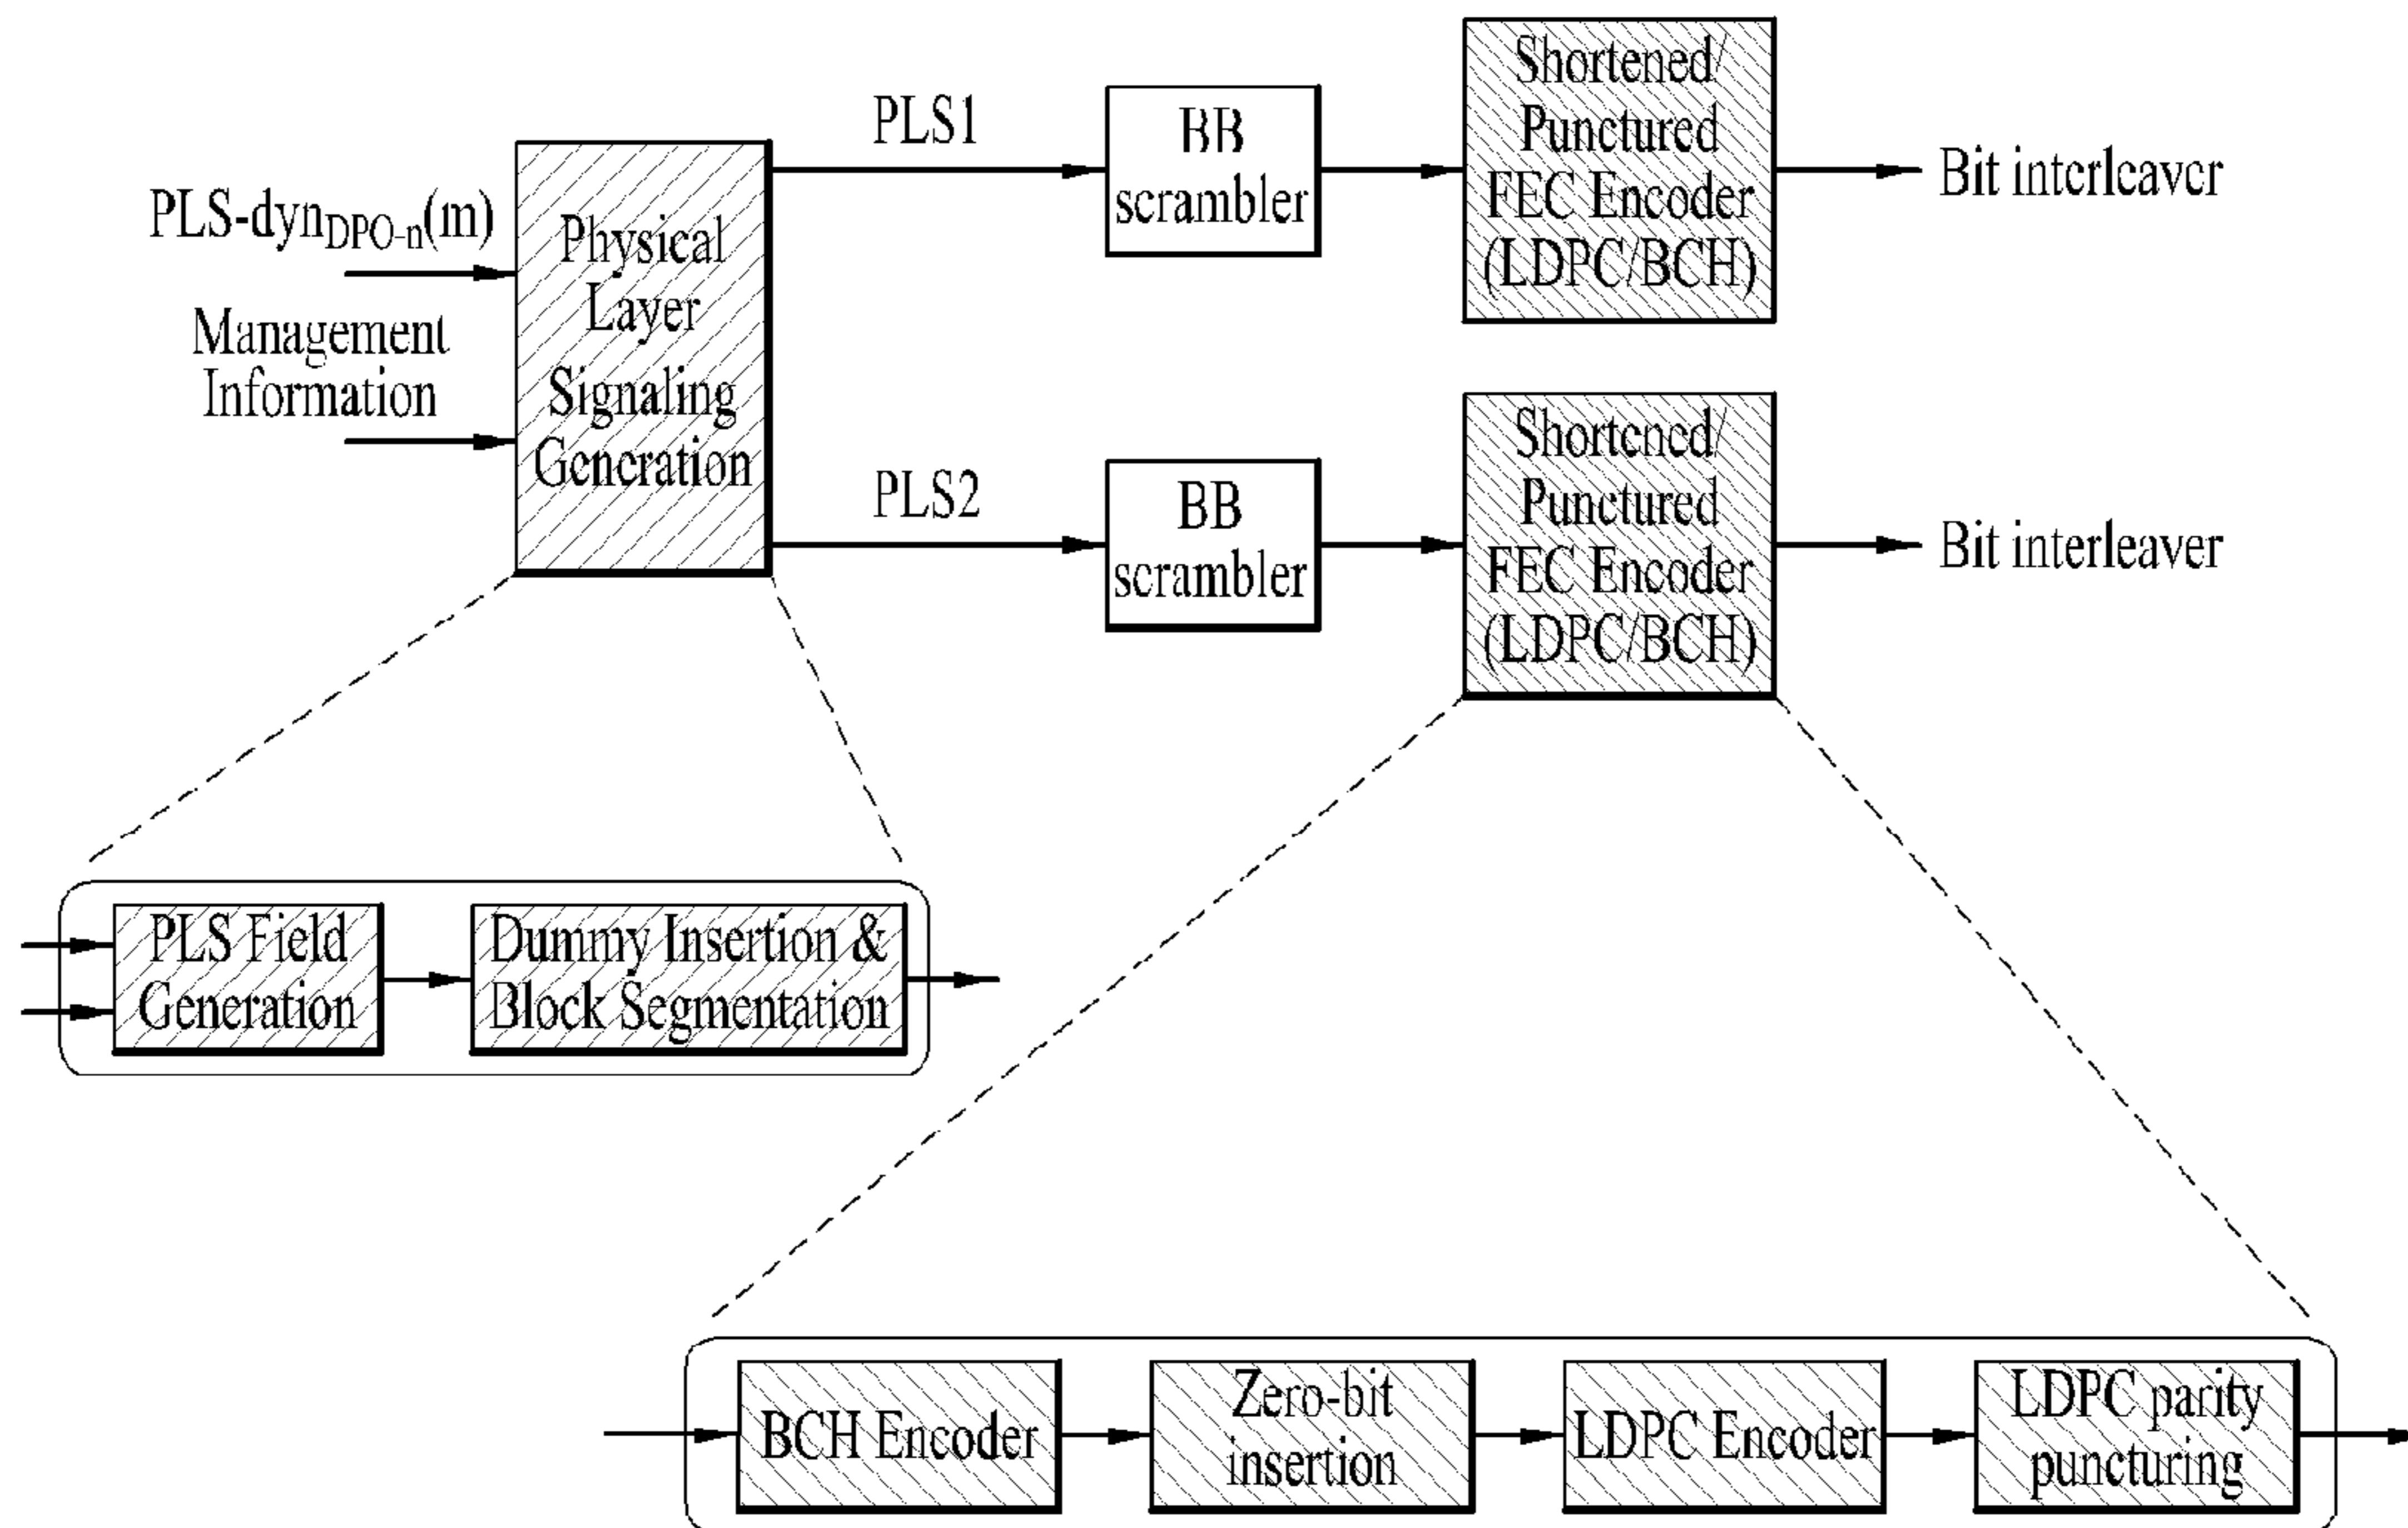 PLS-dynDPO-n(m)
Management
Information
Physical
Layer
Signaling
Generation
PLS1
BB
scrambler
Shortened/
Punctured
FEC Encoder
(LDPC/BCH)
Bit interleaver
PLS2
BB
scrambler
Shortened/
Punctured
FEC Encoder
(LDPC/BCH)
Bit interleaver
PLS Field
Generation
Dummy Insertion &
Block Segmentation
BCH Encoder
Zero-bit
insertion
LDPC Encoder
LDPC parity
puncturing